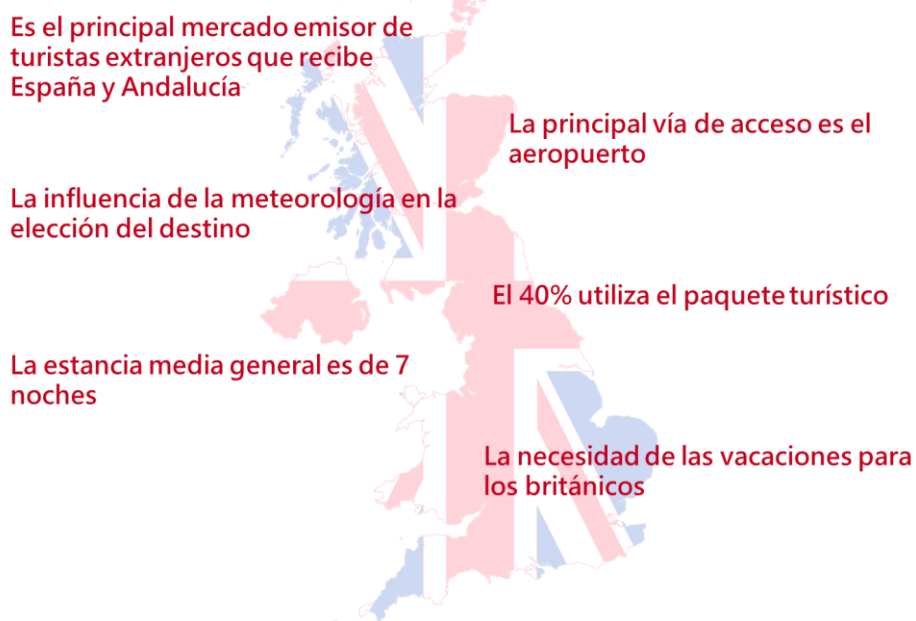 Es el principal mercado emisor de
turistas extranjeros que recibe
España y Andalucía
La principal vía de acceso es el
aeropuerto
La influencia de la meteorología en la
elección del destino
El 40% utiliza el paquete turístico
La estancia media general es de 7
noches
La necesidad de las vacaciones para
los británicos